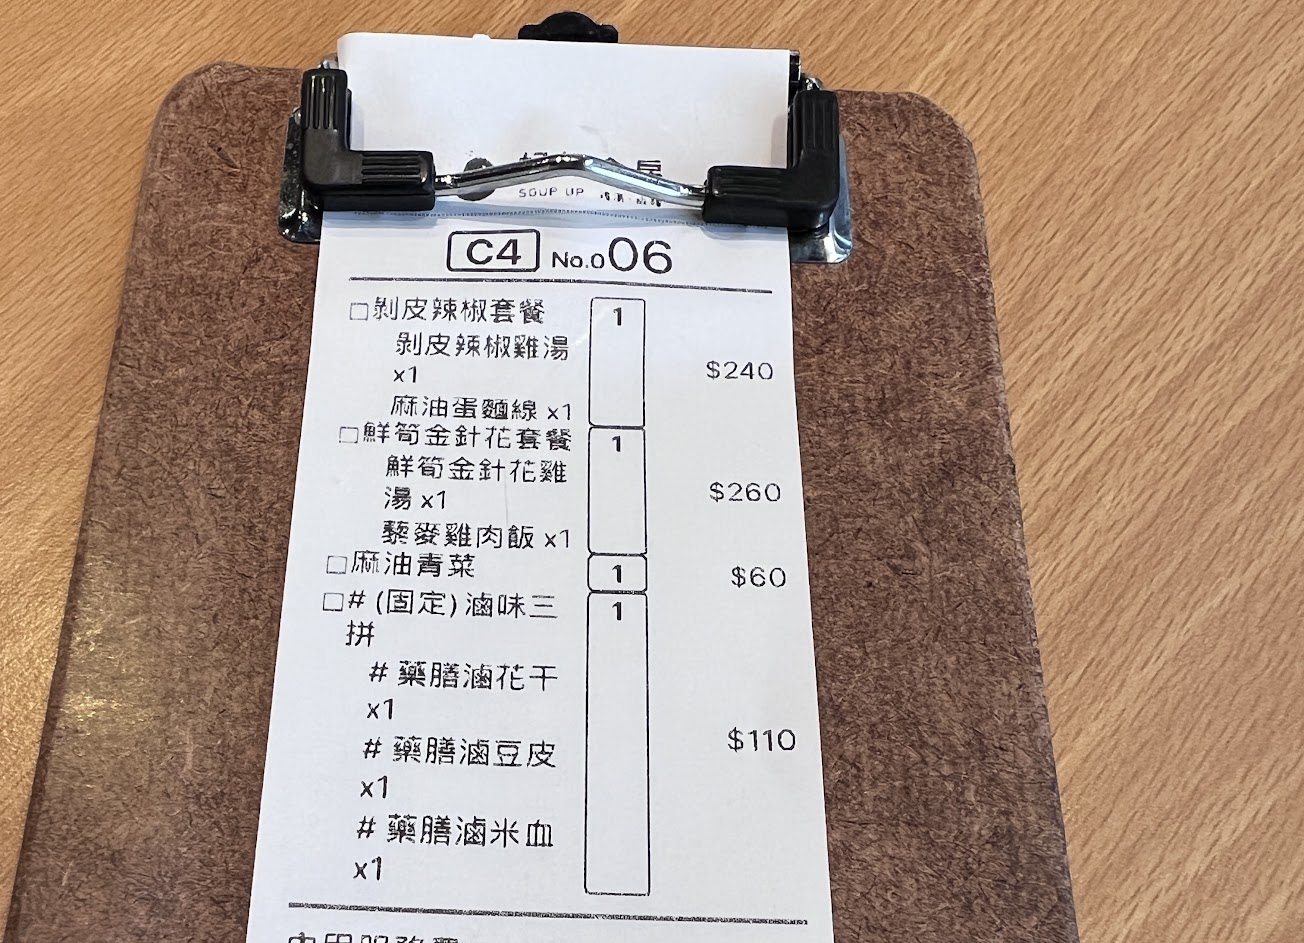 SOUP UP
C4 No.006
□剝皮辣椒套餐 1
剝皮辣椒雞湯
x1
$240
麻油蛋麵線 x1
□鮮筍金針花套餐 1
鮮筍金針花雞
湯 x1
$260
藜麥雞肉飯 x1
□麻油青菜 1 $60
□# (固定) 滷味三 1
拼
# 藥膳滷花干
x1
# 藥膳滷豆皮 $110
x1
# 藥膳滷米血
x1